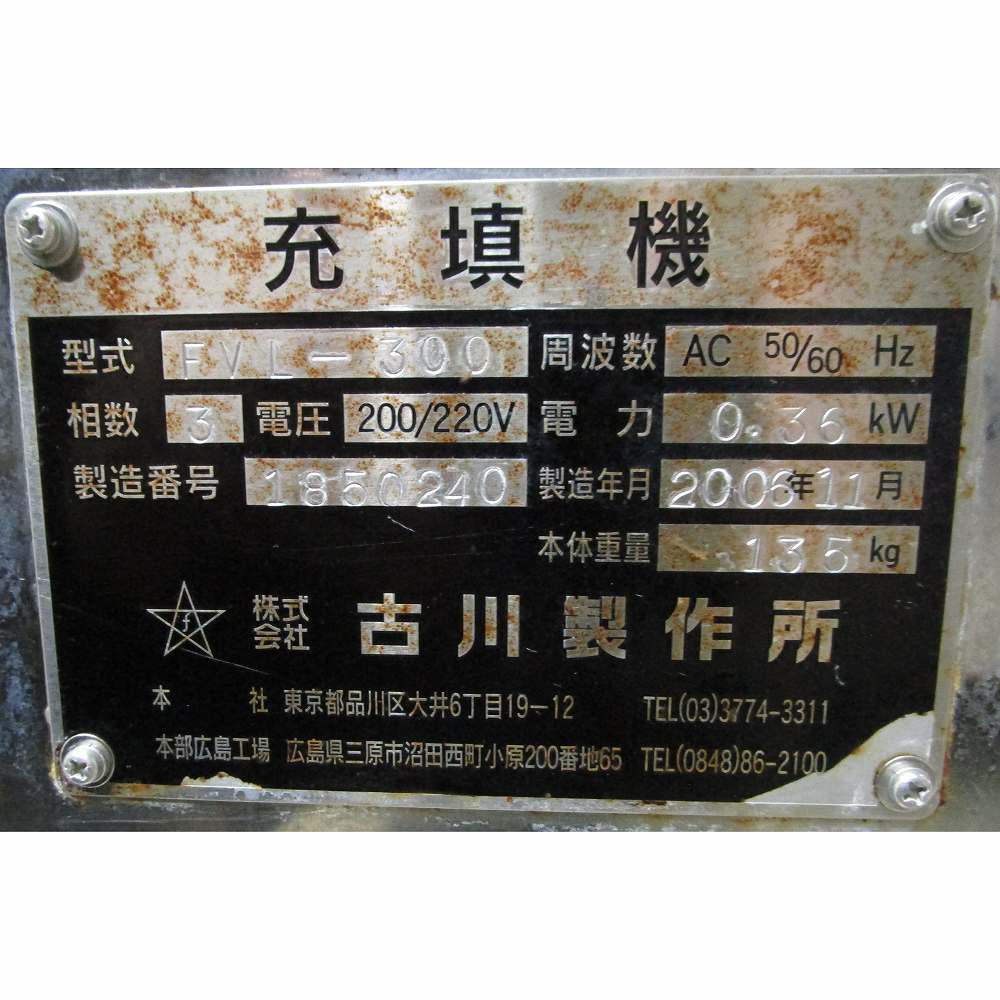 充填機
型式 FVL-300 周波数 AC 50/60 Hz
相数 3 電圧 200/220V 電力 0.36 kW
製造番号 1850240 製造年月 2006年11月
本体重量 135 kg
f 株式会社 古川製作所
本社 東京都品川区大井6丁目19-12 TEL(03)3774-3311
本部広島工場 広島県三原市沼田西町小原200番地65 TEL(0848)86-2100